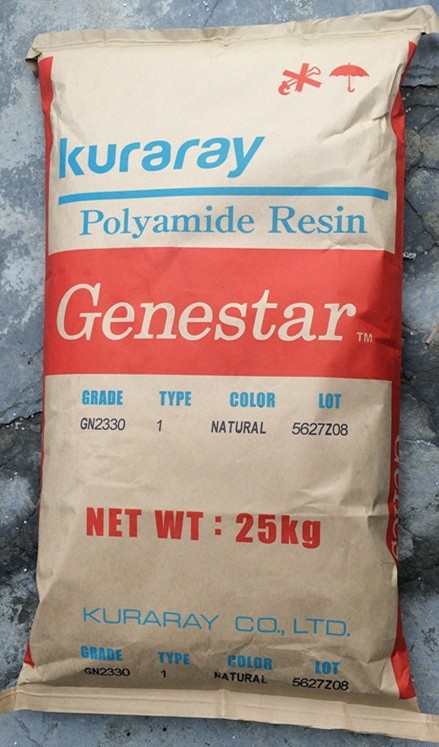 kuraray
Polyamide Resin
Genestar™
GRADE TYPE COLOR LOT
GN2330 1 NATURAL 5627Z08
NET WT : 25kg
KURARAY CO., LTD.
GRADE TYPE COLOR LOT
GN2330 1 NATURAL 5627Z08